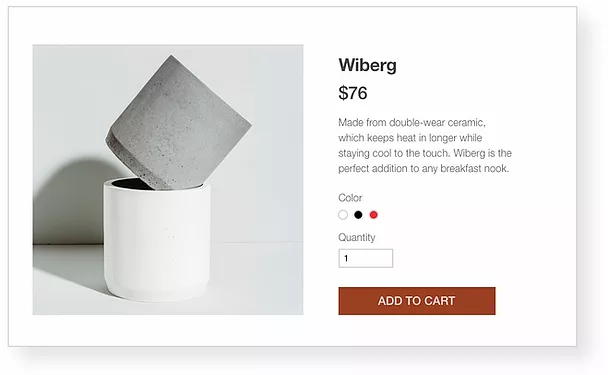 Wiberg
$76
Made from double-wear ceramic,
which keeps heat in longer while
staying cool to the touch. Wiberg is the
perfect addition to any breakfast nook.
Color
Quantity
1
ADD TO CART